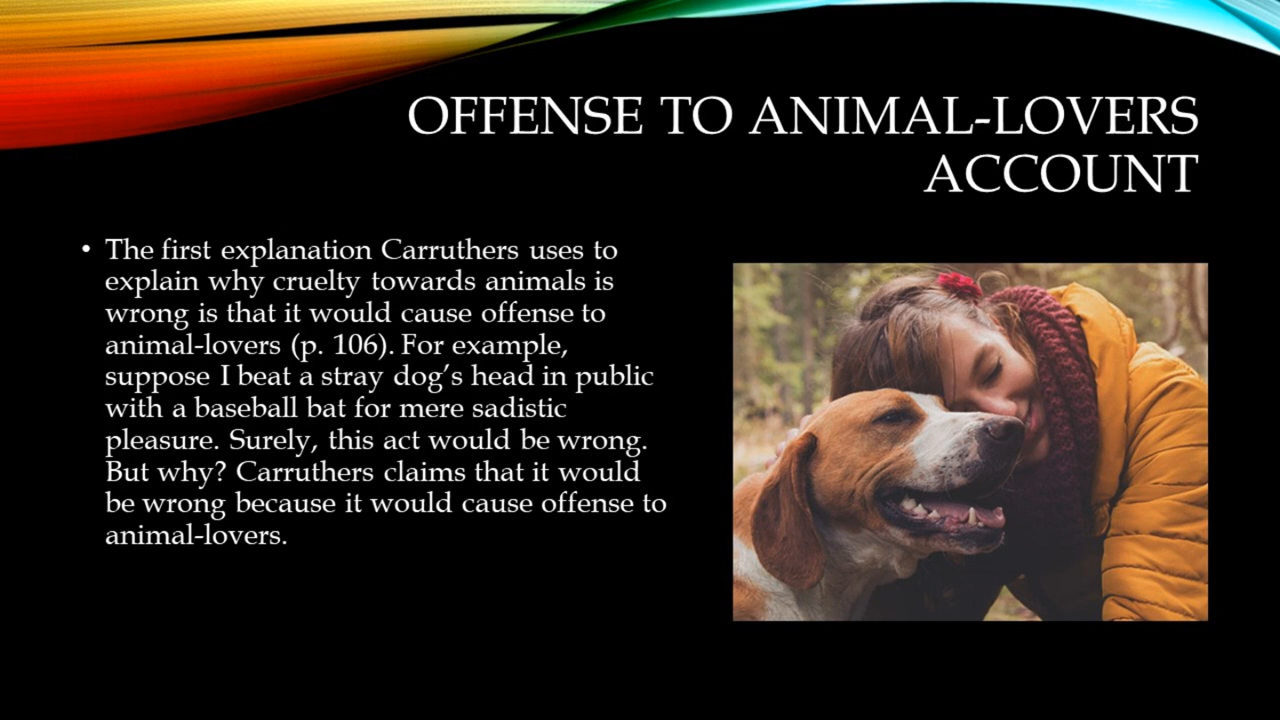 OFFENSE TO ANIMAL-LOVERS
ACCOUNT
• The first explanation Carruthers uses to
explain why cruelty towards animals is
wrong is that it would cause offense to
animal-lovers (p. 106). For example,
suppose I beat a stray dog’s head in public
with a baseball bat for mere sadistic
pleasure. Surely, this act would be wrong.
But why? Carruthers claims that it would
be wrong because it would cause offense to
animal-lovers.